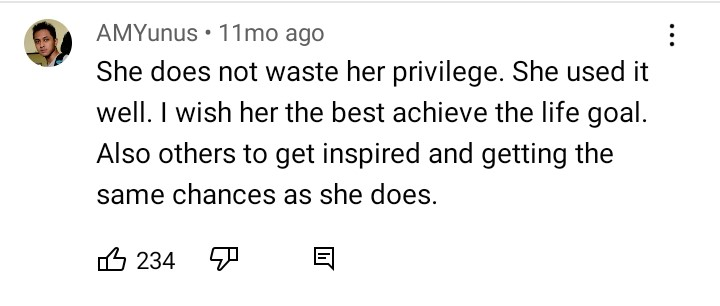 AMYunus • 11mo ago
She does not waste her privilege. She used it
well. I wish her the best achieve the life goal.
Also others to get inspired and getting the
same chances as she does.
234